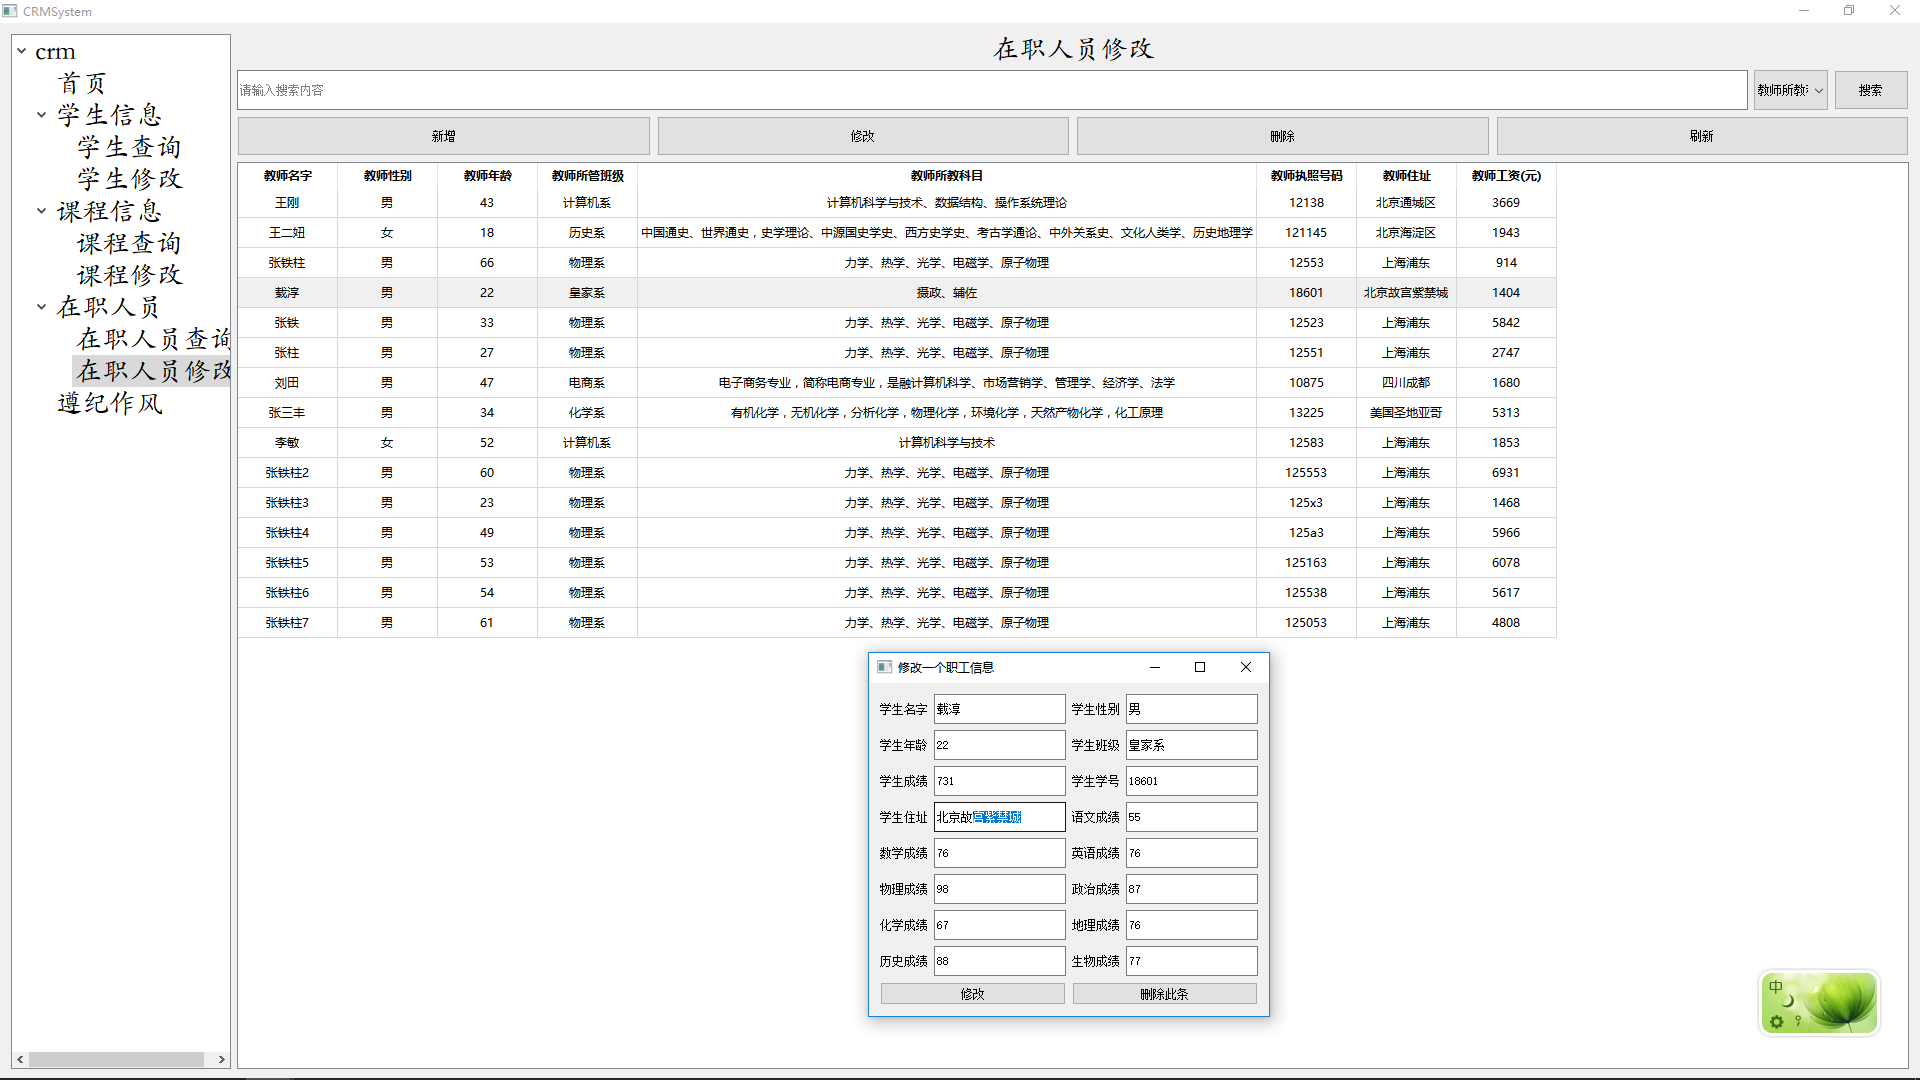 CRMSystem
crm
首页
学生信息
学生查询
学生修改
课程信息
课程查询
课程修改
在职人员
在职人员查询
在职人员修改
遵纪作风
在职人员修改
请输入搜索内容 教师所教 搜索
新增 修改 删除 刷新
教师名字 教师性别 教师年龄 教师所管班级 教师所教科目 教师执照号码 教师住址 教师工资(元)
王刚 男 43 计算机系 计算机科学与技术、数据结构、操作系统理论 12138 北京通城区 3669
王二妞 女 18 历史系 中国通史、世界通史，史学理论、中源国史学史、西方史学史、考古学通论、中外关系史、文化人类学、历史地理学 121145 北京海淀区 1943
张铁柱 男 66 物理系 力学、热学、光学、电磁学、原子物理 12553 上海浦东 914
载淳 男 22 皇家系 摄政、辅佐 18601 北京故宫紫禁城 1404
张铁 男 33 物理系 力学、热学、光学、电磁学、原子物理 12523 上海浦东 5842
张柱 男 27 物理系 力学、热学、光学、电磁学、原子物理 12551 上海浦东 2747
刘田 男 47 电商系 电子商务专业，简称电商专业，是融计算机科学、市场营销学、管理学、经济学、法学 10875 四川成都 1680
张三丰 男 34 化学系 有机化学，无机化学，分析化学，物理化学，环境化学，天然产物化学，化工原理 13225 美国圣地亚哥 5313
李敏 女 52 计算机系 计算机科学与技术 12583 上海浦东 1853
张铁柱2 男 60 物理系 力学、热学、光学、电磁学、原子物理 125553 上海浦东 6931
张铁柱3 男 23 物理系 力学、热学、光学、电磁学、原子物理 125x3 上海浦东 1468
张铁柱4 男 49 物理系 力学、热学、光学、电磁学、原子物理 125a3 上海浦东 5966
张铁柱5 男 53 物理系 力学、热学、光学、电磁学、原子物理 125163 上海浦东 6078
张铁柱6 男 54 物理系 力学、热学、光学、电磁学、原子物理 125538 上海浦东 5617
张铁柱7 男 61 物理系 力学、热学、光学、电磁学、原子物理 125053 上海浦东 4808
修改一个职工信息
学生名字 载淳 学生性别 男
学生年龄 22 学生班级 皇家系
学生成绩 731 学生学号 18601
学生住址 北京故宫紫禁城 语文成绩 55
数学成绩 76 英语成绩 76
物理成绩 98 政治成绩 87
化学成绩 67 地理成绩 76
历史成绩 88 生物成绩 77
修改 删除此条
中